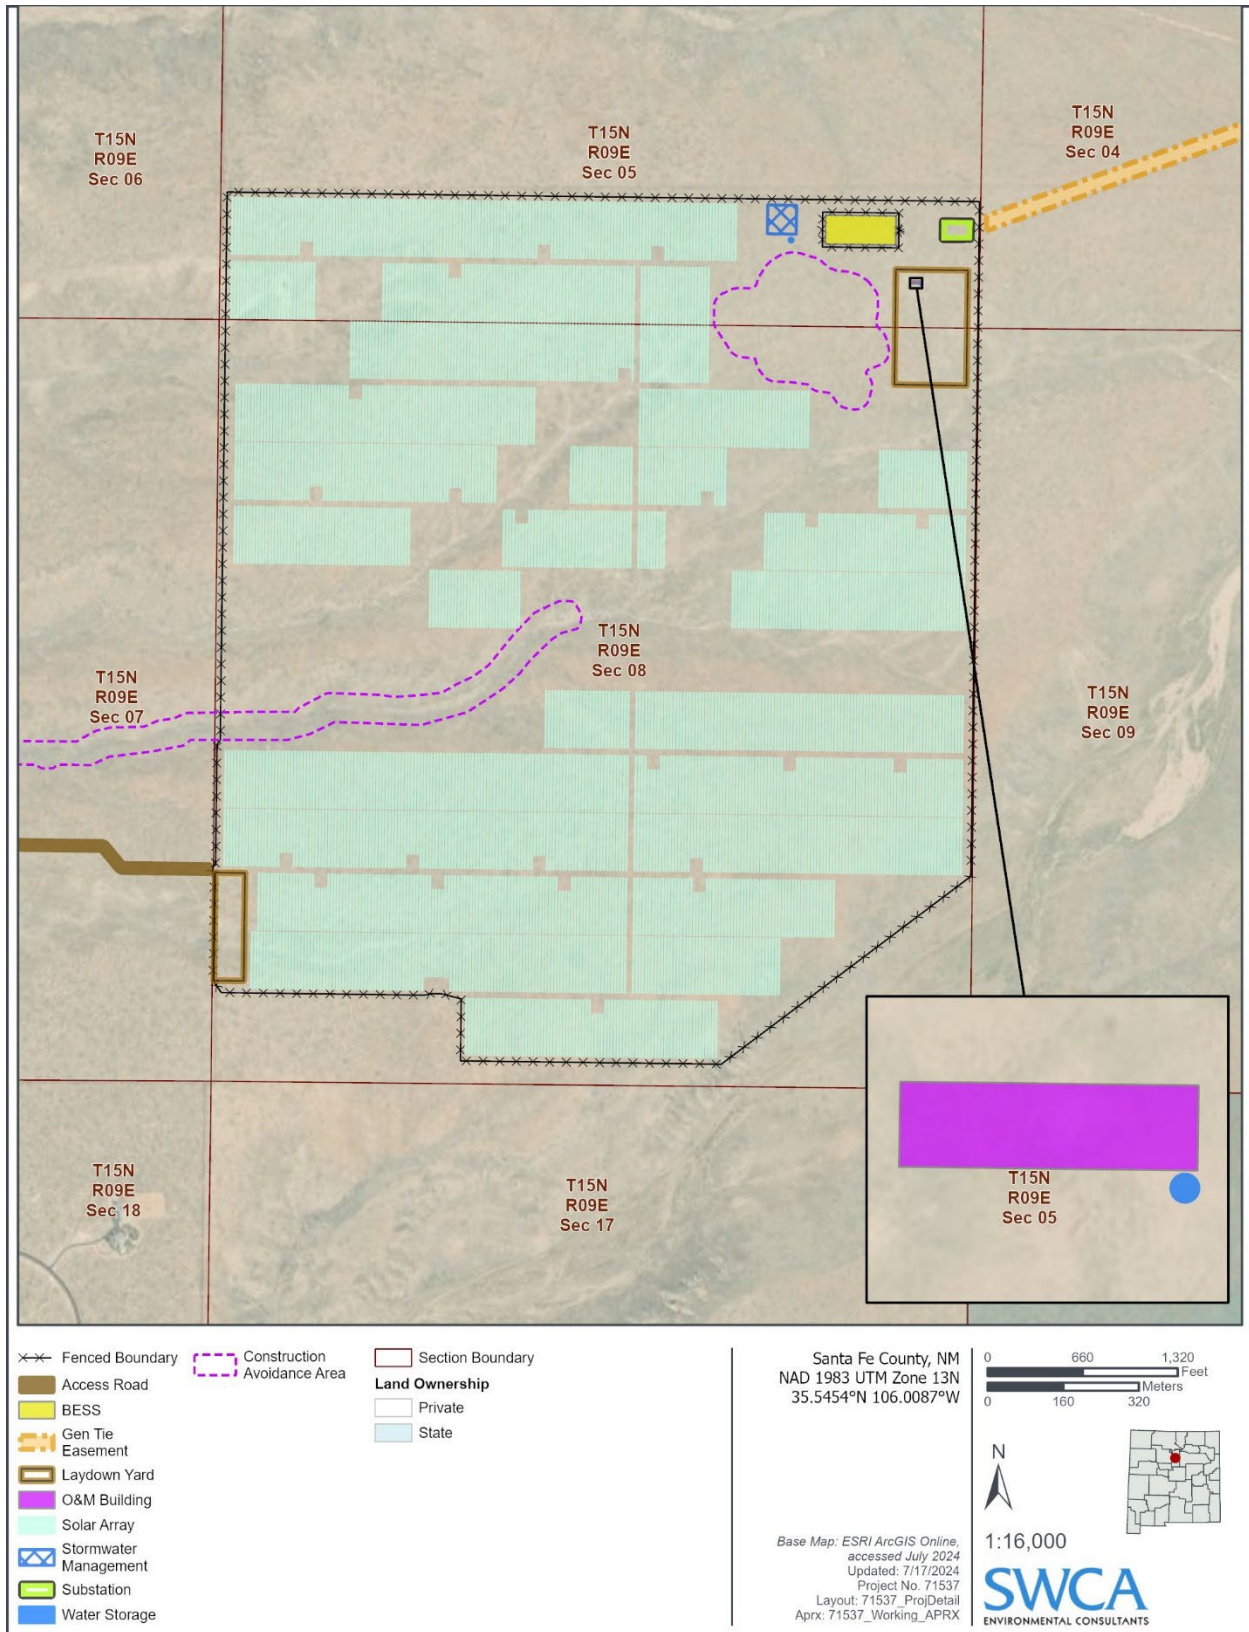 T15N
R09E
Sec 06
T15N
R09E
Sec 05
T15N
R09E
Sec 04
T15N
R09E
Sec 08
T15N
R09E
Sec 07
T15N
R09E
Sec 09
T15N
R09E
Sec 18
T15N
R09E
Sec 17
T15N
R09E
Sec 05
Fenced Boundary
Access Road
BESS
Gen Tie
Easement
Laydown Yard
O&M Building
Solar Array
Stormwater
Management
Substation
Water Storage
Construction
Avoidance Area
Section Boundary
Land Ownership
Private
State
Santa Fe County, NM
NAD 1983 UTM Zone 13N
35.5454°N 106.0087°W
Base Map: ESRI ArcGIS Online,
accessed July 2024
Updated: 7/17/2024
Project No. 71537
Layout: 71537_ProjDetail
Aprx: 71537_Working_APRX
0 660 1,320
Feet
Meters
0 160 320
N
1:16,000
SWCA
ENVIRONMENTAL CONSULTANTS